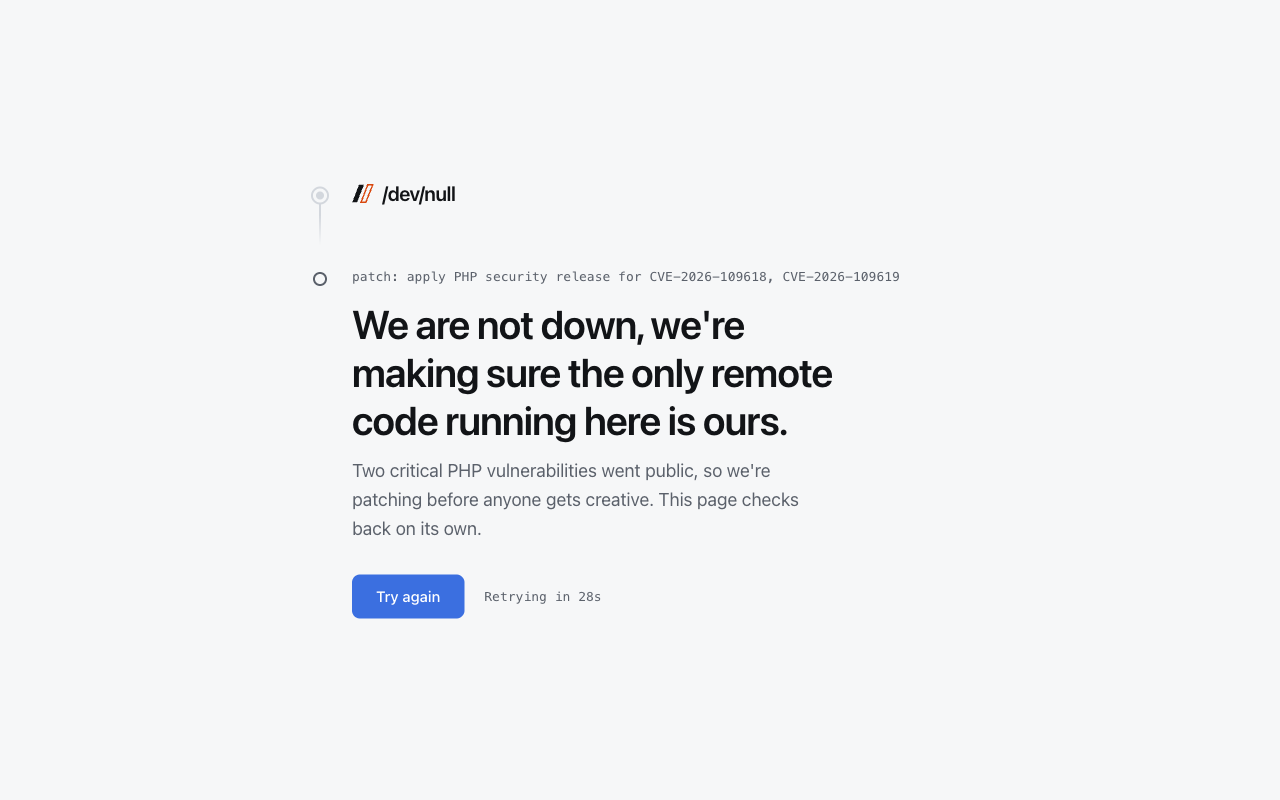 /dev/null
patch: apply PHP security release for CVE-2026-109618, CVE-2026-109619
We are not down, we're
making sure the only remote
code running here is ours.
Two critical PHP vulnerabilities went public, so we're
patching before anyone gets creative. This page checks
back on its own.
Try again
Retrying in 28s